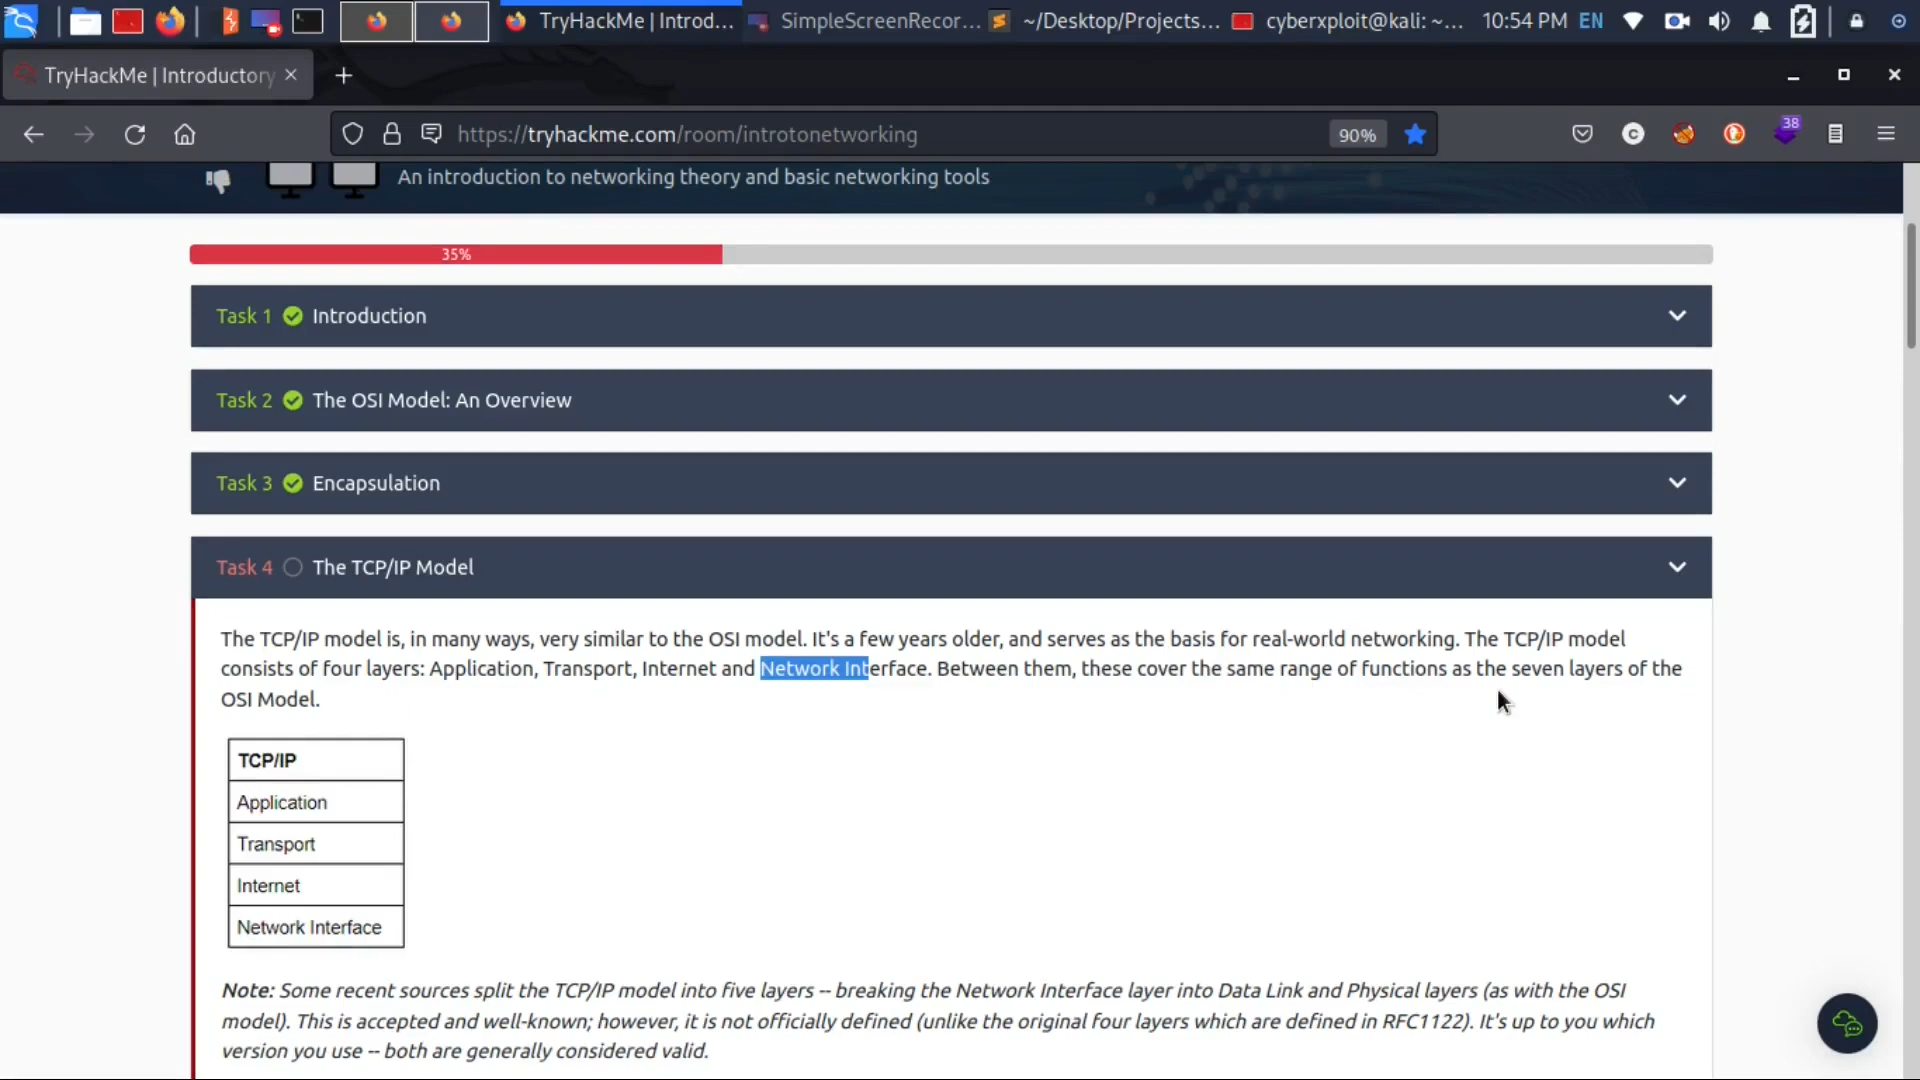 TryHackMe | Introd...
SimpleScreenRecor...
~/Desktop/Projects...
cyberxploit@kali: ~...
10:54 PM
EN
TryHackMe | Introductory
https://tryhackme.com/room/introtonetworking
90%
38
An introduction to networking theory and basic networking tools
35%
Task 1 Introduction
Task 2 The OSI Model: An Overview
Task 3 Encapsulation
Task 4 The TCP/IP Model
The TCP/IP model is, in many ways, very similar to the OSI model. It's a few years older, and serves as the basis for real-world networking. The TCP/IP model
consists of four layers: Application, Transport, Internet and Network Interface. Between them, these cover the same range of functions as the seven layers of the
OSI Model.
TCP/IP
Application
Transport
Internet
Network Interface
Note: Some recent sources split the TCP/IP model into five layers -- breaking the Network Interface layer into Data Link and Physical layers (as with the OSI
model). This is accepted and well-known; however, it is not officially defined (unlike the original four layers which are defined in RFC1122). It's up to you which
version you use -- both are generally considered valid.